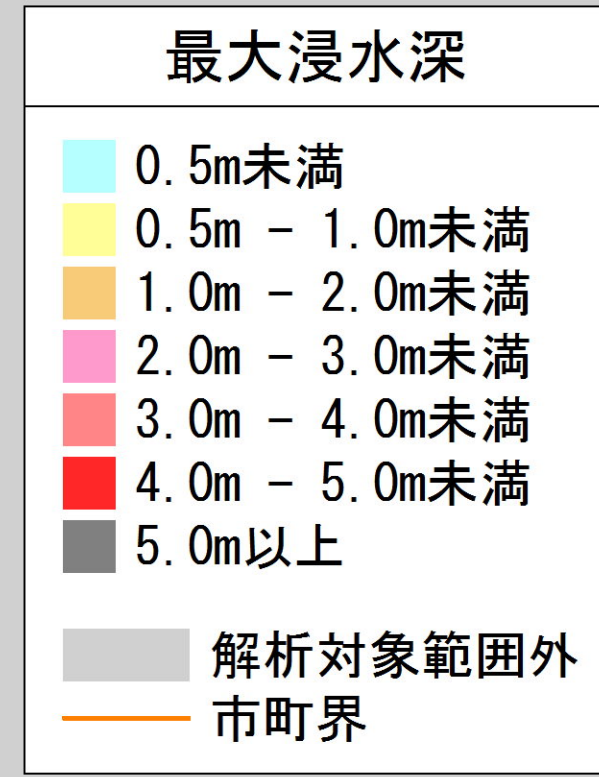 最大浸水深
0.5m未満
0.5m － 1.0m未満
1.0m － 2.0m未満
2.0m － 3.0m未満
3.0m － 4.0m未満
4.0m － 5.0m未満
5.0m以上
解析対象範囲外
市町界